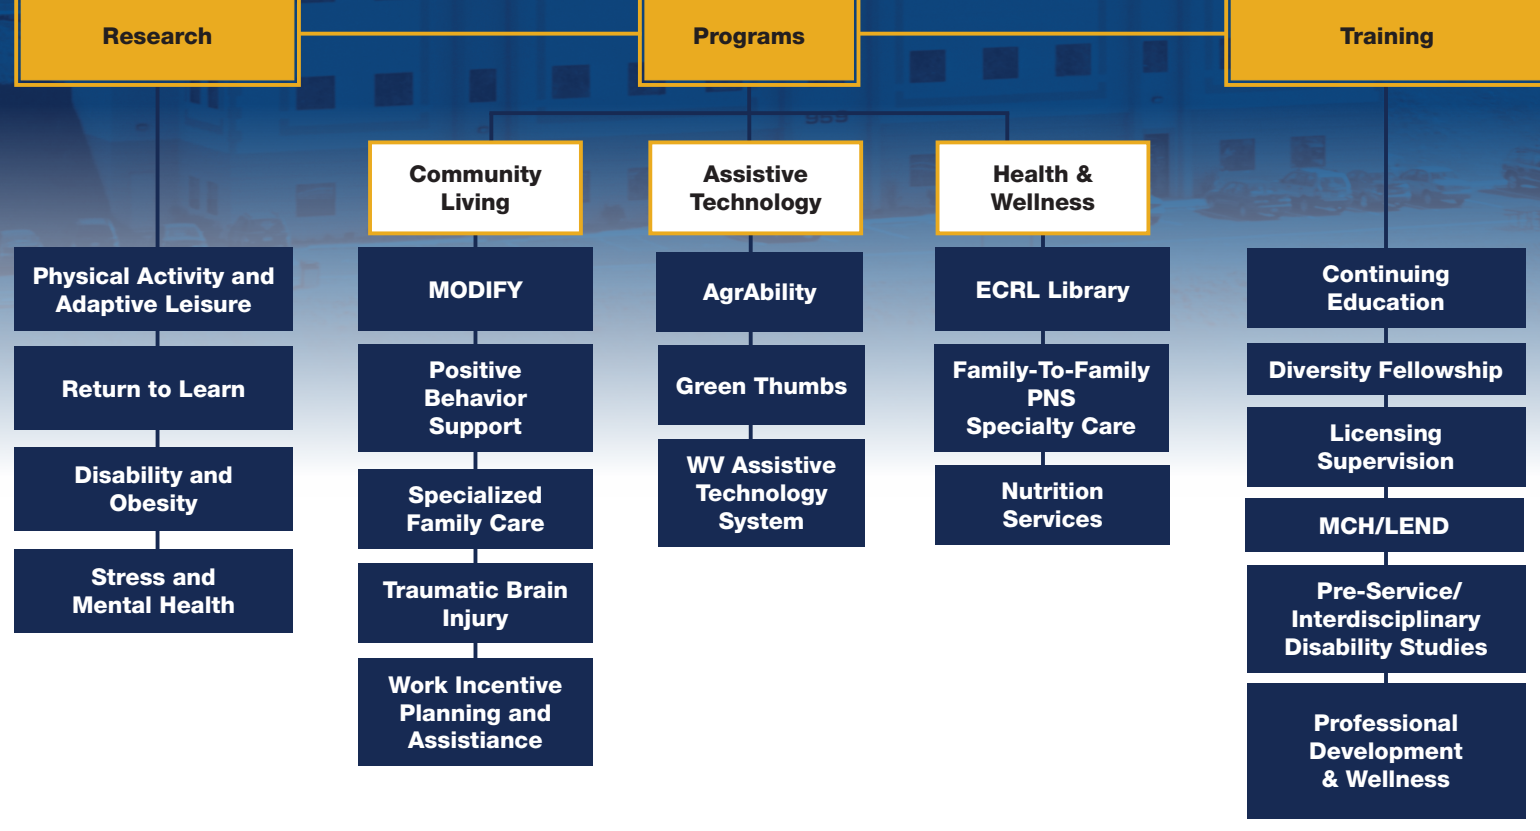 Research
Programs
Training
959
Community
Living
Assistive
Technology
Health &
Wellness
Physical Activity and
Adaptive Leisure
Return to Learn
Disability and
Obesity
Stress and
Mental Health
MODIFY
Positive
Behavior
Support
Specialized
Family Care
Traumatic Brain
Injury
Work Incentive
Planning and
Assistiance
AgrAbility
Green Thumbs
WV Assistive
Technology
System
ECRL Library
Family-To-Family
PNS
Specialty Care
Nutrition
Services
Continuing
Education
Diversity Fellowship
Licensing
Supervision
MCH/LEND
Pre-Service/
Interdisciplinary
Disability Studies
Professional
Development
& Wellness